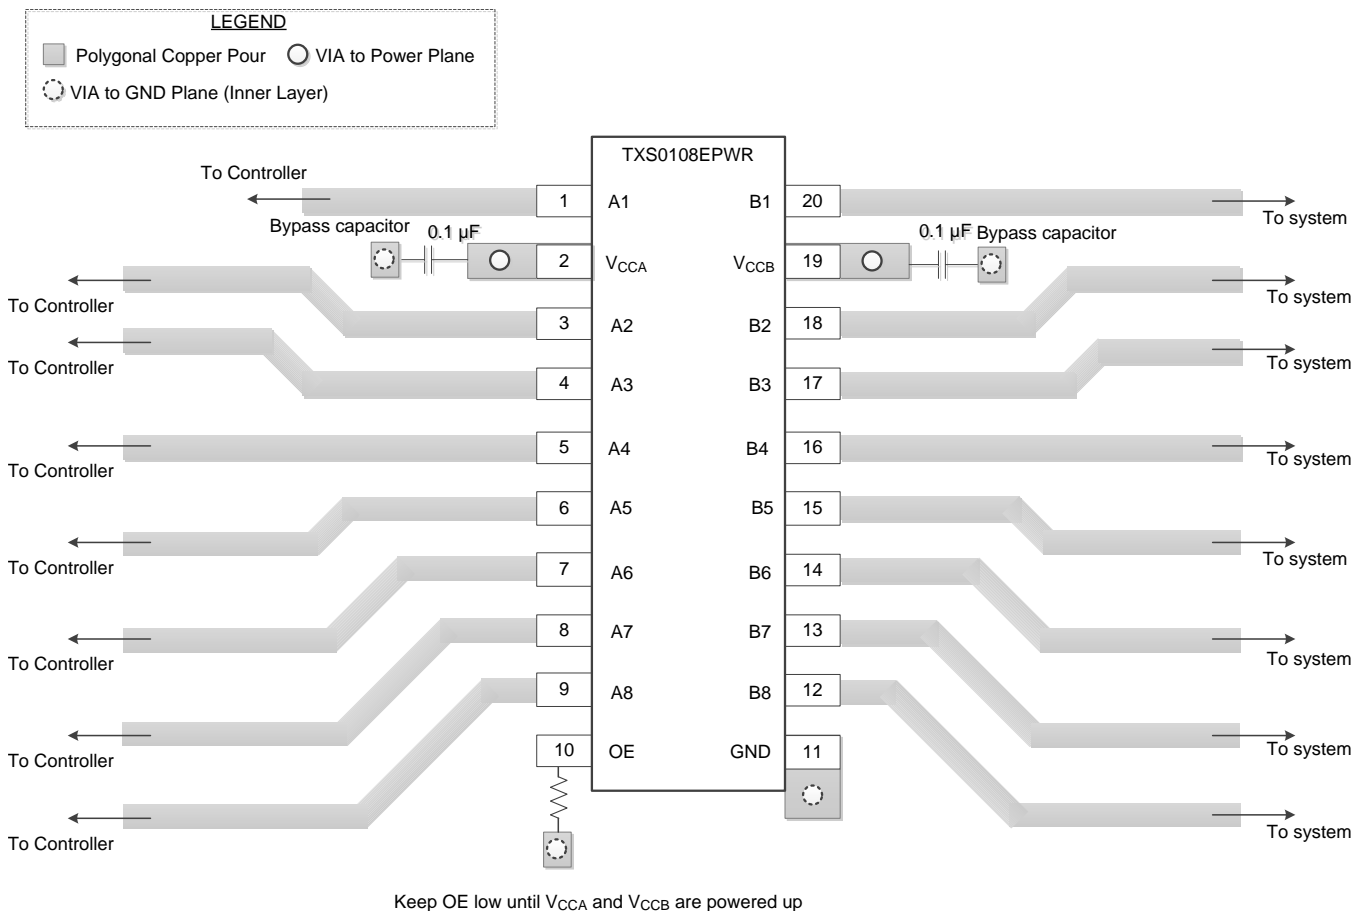 LEGEND
Polygonal Copper Pour
VIA to Power Plane
VIA to GND Plane (Inner Layer)
TXS0108EPWR
To Controller
1 A1 B1 20
To system
Bypass capacitor
0.1 µF
0.1 µF
Bypass capacitor
2 VCCA VCCB 19
To Controller
To system
3 A2 B2 18
To Controller
To system
4 A3 B3 17
5 A4 B4 16
To Controller
To system
6 A5 B5 15
To Controller
To system
7 A6 B6 14
8 A7 B7 13
To Controller
To system
9 A8 B8 12
To Controller
To system
10 OE GND 11
To Controller
To system
Keep OE low until VCCA and VCCB are powered up